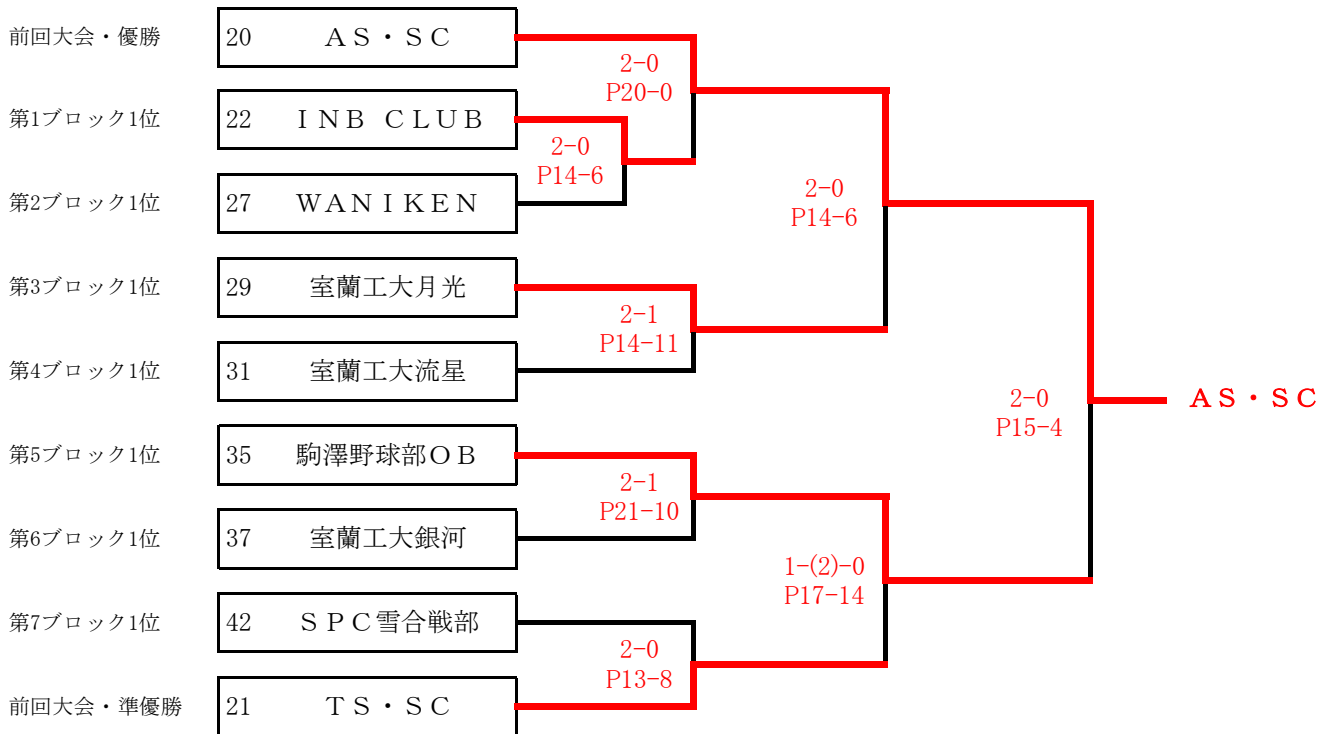 前回大会・優勝 20 ＡＳ・ＳＣ
2-0
P20-0
第1ブロック1位 22 ＩＮＢ ＣＬＵＢ
2-0
P14-6
第2ブロック1位 27 ＷＡＮＩＫＥＮ
2-0
P14-6
第3ブロック1位 29 室蘭工大月光
2-1
P14-11
第4ブロック1位 31 室蘭工大流星
2-0
P15-4
ＡＳ・ＳＣ
第5ブロック1位 35 駒澤野球部ＯＢ
2-1
P21-10
第6ブロック1位 37 室蘭工大銀河
1-(2)-0
P17-14
第7ブロック1位 42 ＳＰＣ雪合戦部
2-0
P13-8
前回大会・準優勝 21 ＴＳ・ＳＣ